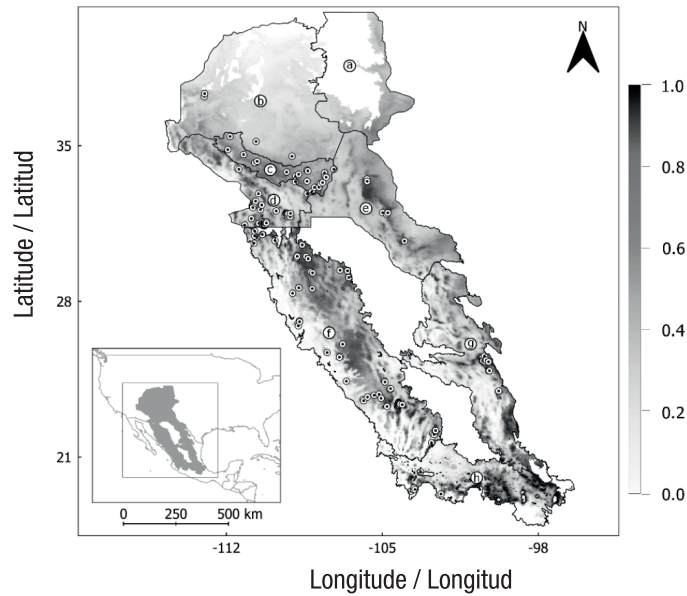 N
a
b
c
d
e
f
g
h
35
28
21
-112
-105
-98
1.0
0.8
0.6
0.4
0.2
0.0
0 250 500 km
Latitude / Latitud
Longitude / Longitud